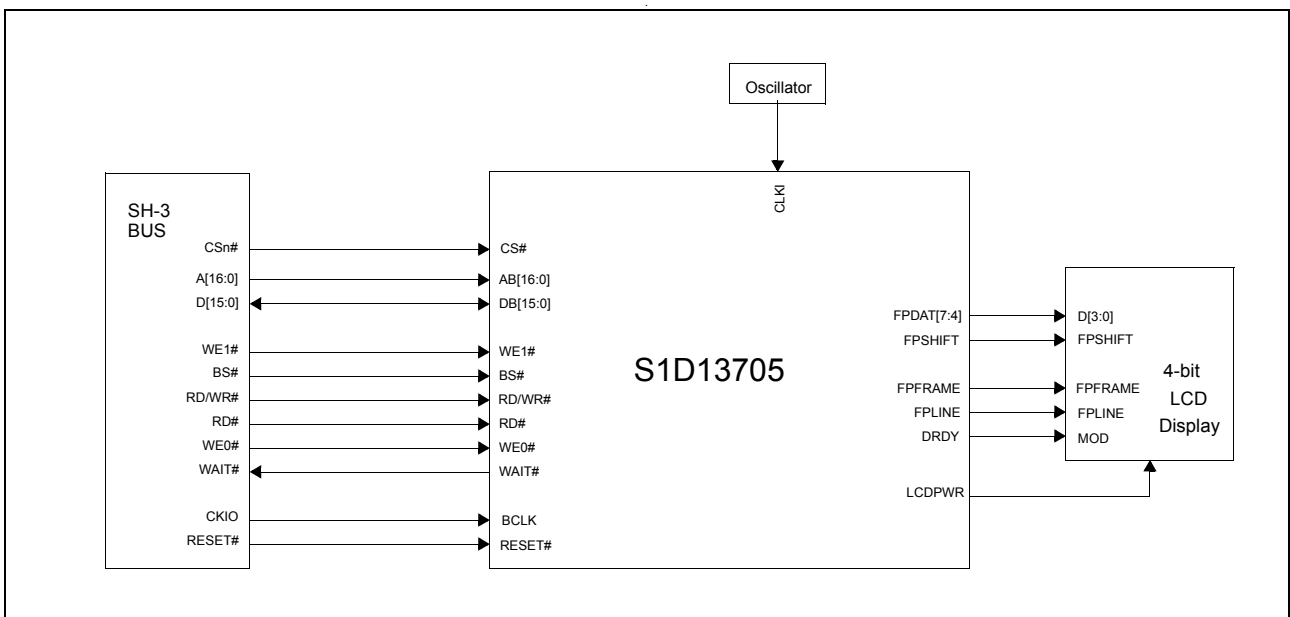 Oscillator
CLKI
SH-3
BUS
CSn#
A[16:0]
D[15:0]
WE1#
BS#
RD/WR#
RD#
WE0#
WAIT#
CKIO
RESET#
CS#
AB[16:0]
DB[15:0]
WE1#
BS#
RD/WR#
RD#
WE0#
WAIT#
BCLK
RESET#
S1D13705
FPDAT[7:4]
FPSHIFT
FPFRAME
FPLINE
DRDY
LCDPWR
D[3:0]
FPSHIFT
FPFRAME
FPLINE
MOD
4-bit
LCD
Display